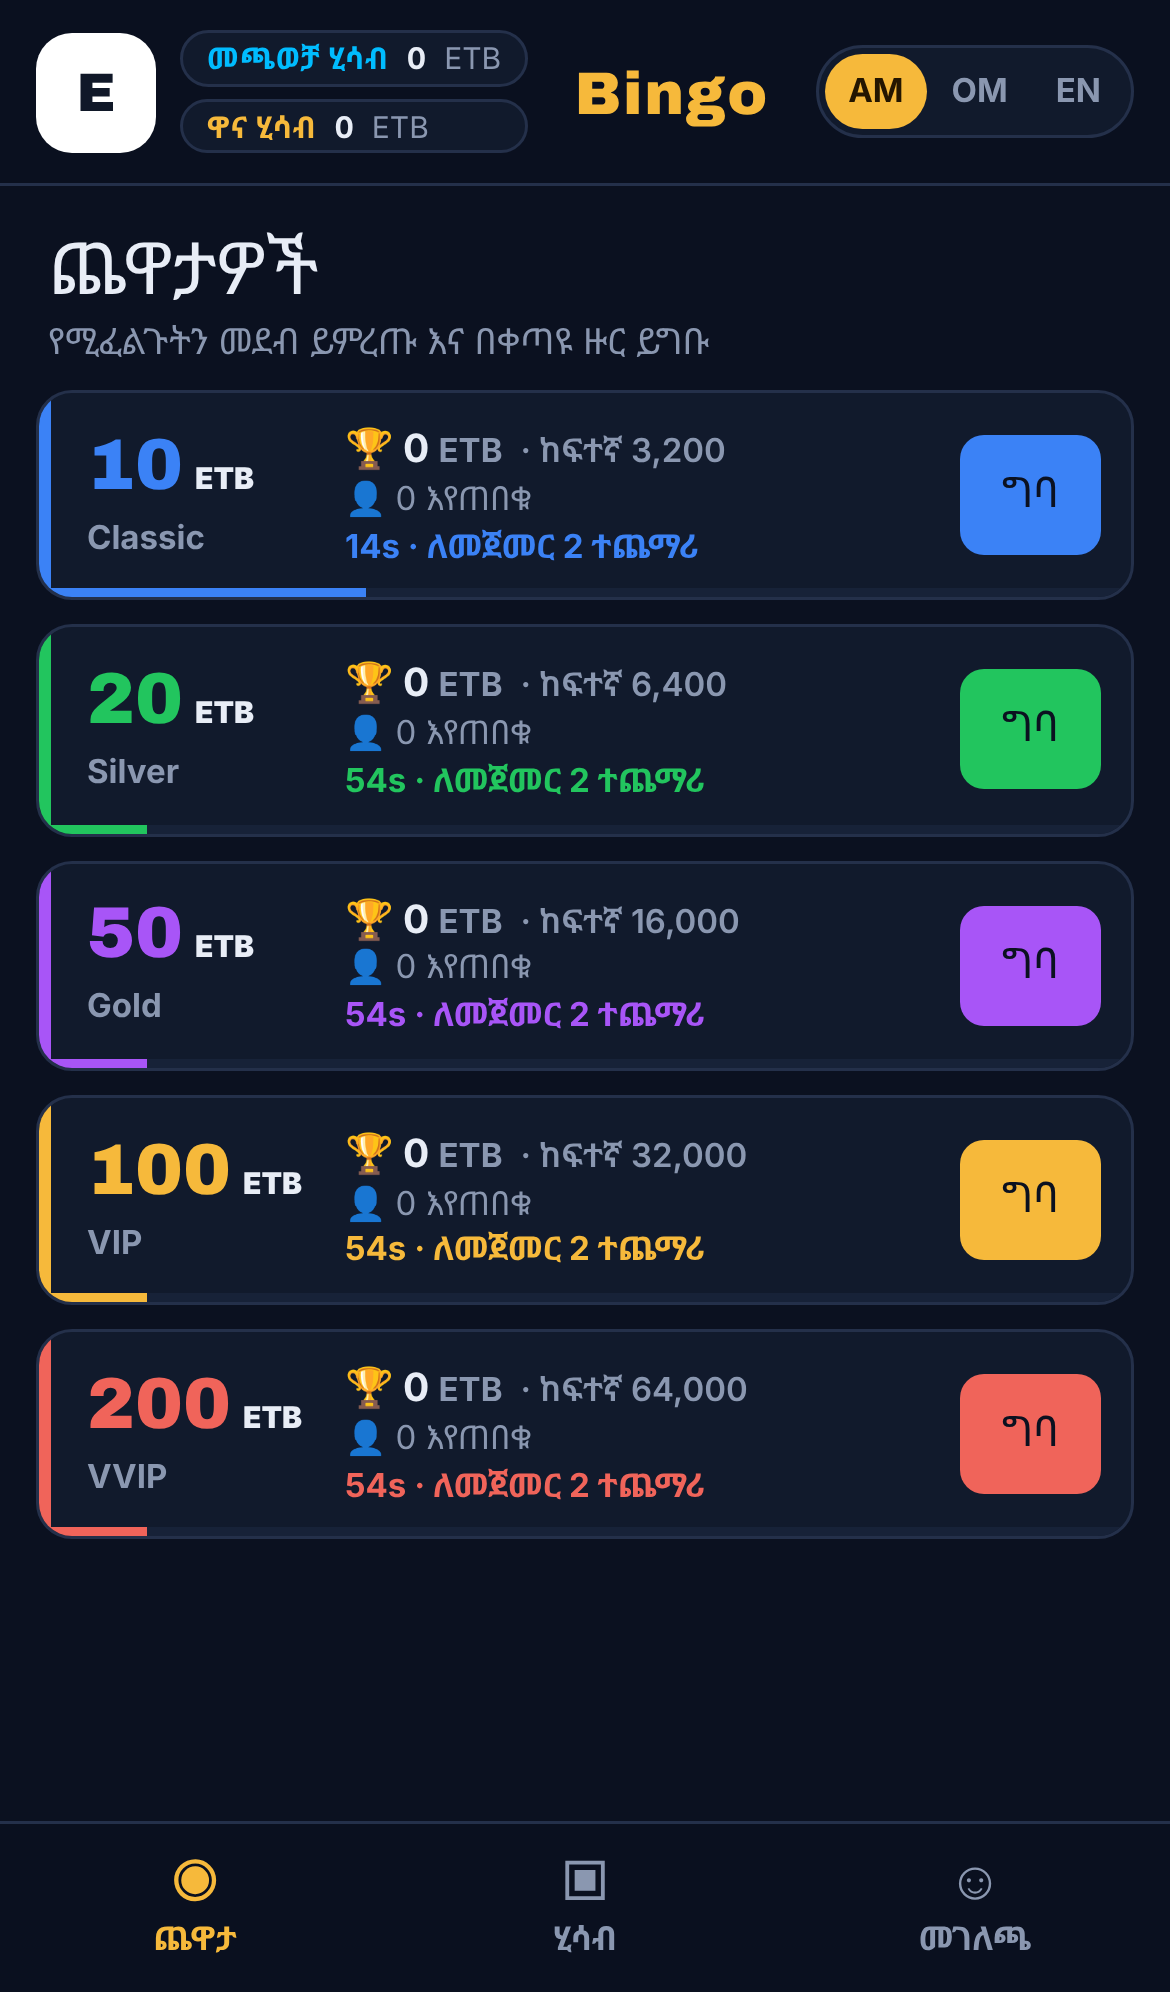 E
መጫወቻ ሂሳብ 0 ETB
ዋና ሂሳብ 0 ETB
Bingo
AM OM EN
ጨዋታዎች
የሚፈልጉትን መደብ ይምረጡ እና በቀጣዩ ዙር ይግቡ
10 ETB
Classic
🏆 0 ETB · ከፍተኛ 3,200
👤 0 እየጠበቁ
14s · ለመጀመር 2 ተጨማሪ
ግባ
20 ETB
Silver
🏆 0 ETB · ከፍተኛ 6,400
👤 0 እየጠበቁ
54s · ለመጀመር 2 ተጨማሪ
ግባ
50 ETB
Gold
🏆 0 ETB · ከፍተኛ 16,000
👤 0 እየጠበቁ
54s · ለመጀመር 2 ተጨማሪ
ግባ
100 ETB
VIP
🏆 0 ETB · ከፍተኛ 32,000
👤 0 እየጠበቁ
54s · ለመጀመር 2 ተጨማሪ
ግባ
200 ETB
VVIP
🏆 0 ETB · ከፍተኛ 64,000
👤 0 እየጠበቁ
54s · ለመጀመር 2 ተጨማሪ
ግባ
ጨዋታ
ሂሳብ
መገለጫ